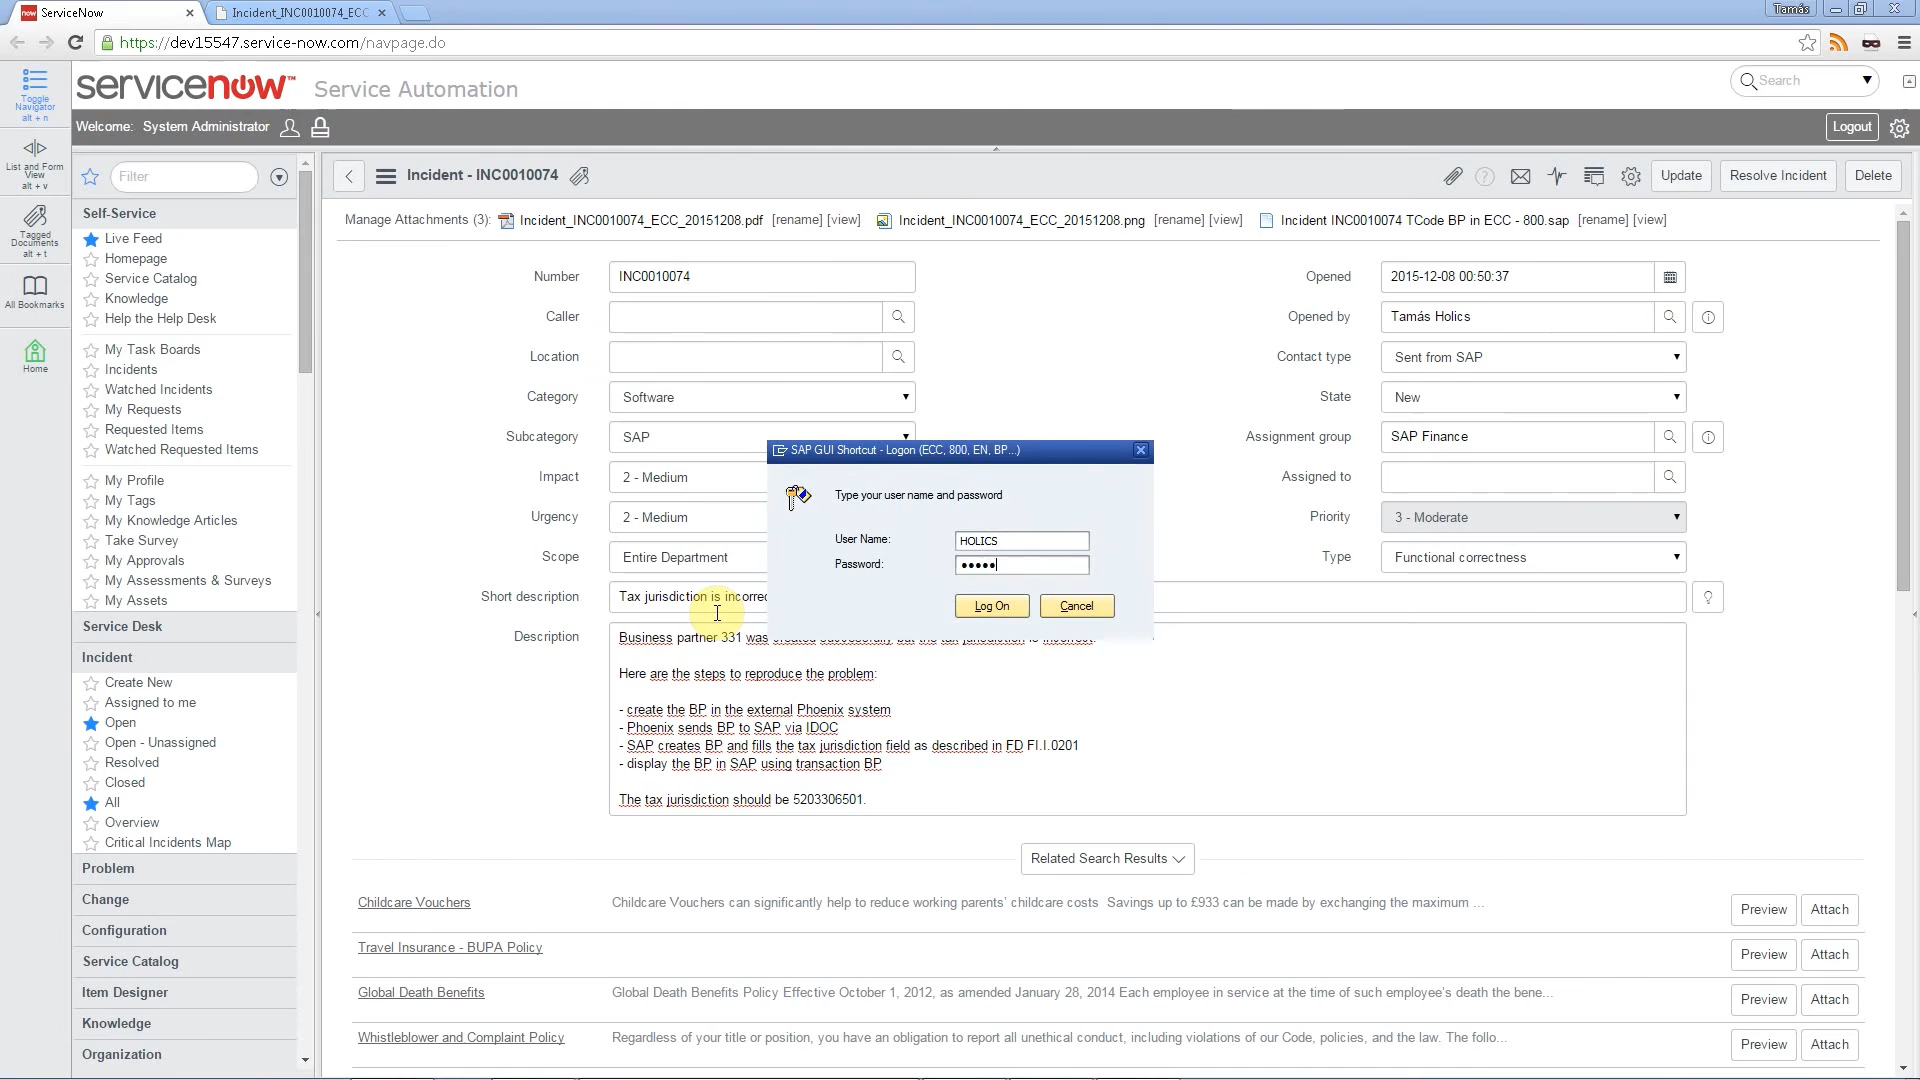 ServiceNow
Incident_INC0010074_ECC
Tamás
https://dev15547.service-now.com/navpage.do
Toggle
Navigator
alt + n
servicenow™ Service Automation
Search
Welcome: System Administrator
Logout
List and Form
View
alt + v
Filter
Incident - INC0010074
Update
Resolve Incident
Delete
Tagged
Documents
alt + t
All Bookmarks
Home
Self-Service
Live Feed
Homepage
Service Catalog
Knowledge
Help the Help Desk
My Task Boards
Incidents
Watched Incidents
My Requests
Requested Items
Watched Requested Items
My Profile
My Tags
My Knowledge Articles
Take Survey
My Approvals
My Assessments & Surveys
My Assets
Service Desk
Incident
Create New
Assigned to me
Open
Open - Unassigned
Resolved
Closed
All
Overview
Critical Incidents Map
Problem
Change
Configuration
Service Catalog
Item Designer
Knowledge
Organization
Manage Attachments (3): Incident_INC0010074_ECC_20151208.pdf [rename] [view] Incident_INC0010074_ECC_20151208.png [rename] [view] Incident INC0010074 TCode BP in ECC - 800.sap [rename] [view]
Number INC0010074
Opened 2015-12-08 00:50:37
Caller
Opened by Tamás Holics
Location
Contact type Sent from SAP
Category Software
State New
Subcategory SAP
Assignment group SAP Finance
Impact 2 - Medium
Assigned to
Urgency 2 - Medium
Priority 3 - Moderate
Scope Entire Department
Type Functional correctness
Short description Tax jurisdiction is incorrec
SAP GUI Shortcut - Logon (ECC, 800, EN, BP...)
Type your user name and password
User Name: HOLICS
Password: •••••
Log On
Cancel
Description
Business partner 331 was created successfully but the tax jurisdiction is incorrect.
Here are the steps to reproduce the problem:
- create the BP in the external Phoenix system
- Phoenix sends BP to SAP via IDOC
- SAP creates BP and fills the tax jurisdiction field as described in FD FI.I.0201
- display the BP in SAP using transaction BP
The tax jurisdiction should be 5203306501.
Related Search Results
Childcare Vouchers Childcare Vouchers can significantly help to reduce working parents' childcare costs Savings up to £933 can be made by exchanging the maximum ... Preview Attach
Travel Insurance - BUPA Policy Preview Attach
Global Death Benefits Global Death Benefits Policy Effective October 1, 2012, as amended January 28, 2014 Each employee in service at the time of such employee's death the bene... Preview Attach
Whistleblower and Complaint Policy Regardless of your title or position, you have an obligation to report all unethical conduct, including violations of our Code, policies, and the law. The follo... Preview Attach